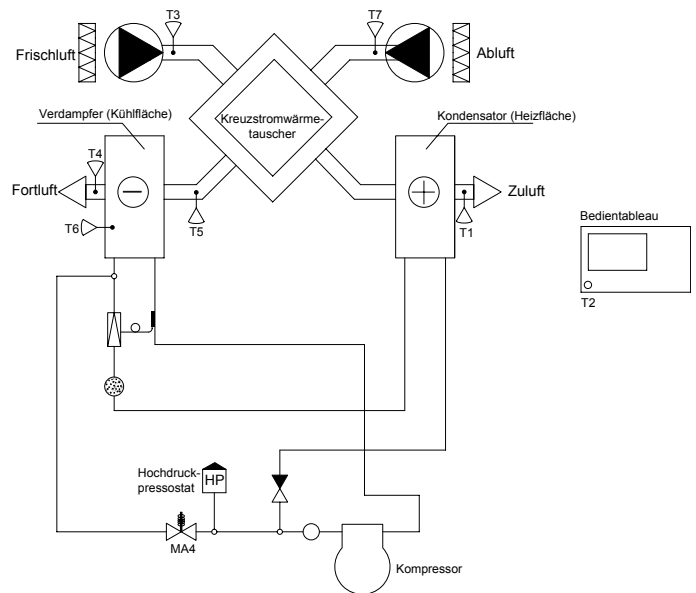 T3
T7
Frischluft
Abluft
Kreuzstromwärme-
tauscher
Verdampfer (Kühlfläche)
Kondensator (Heizfläche)
T4
Fortluft
Zuluft
T6
T5
T1
Bedientableau
T2
Hochdruck-
pressostat
HP
MA4
Kompressor